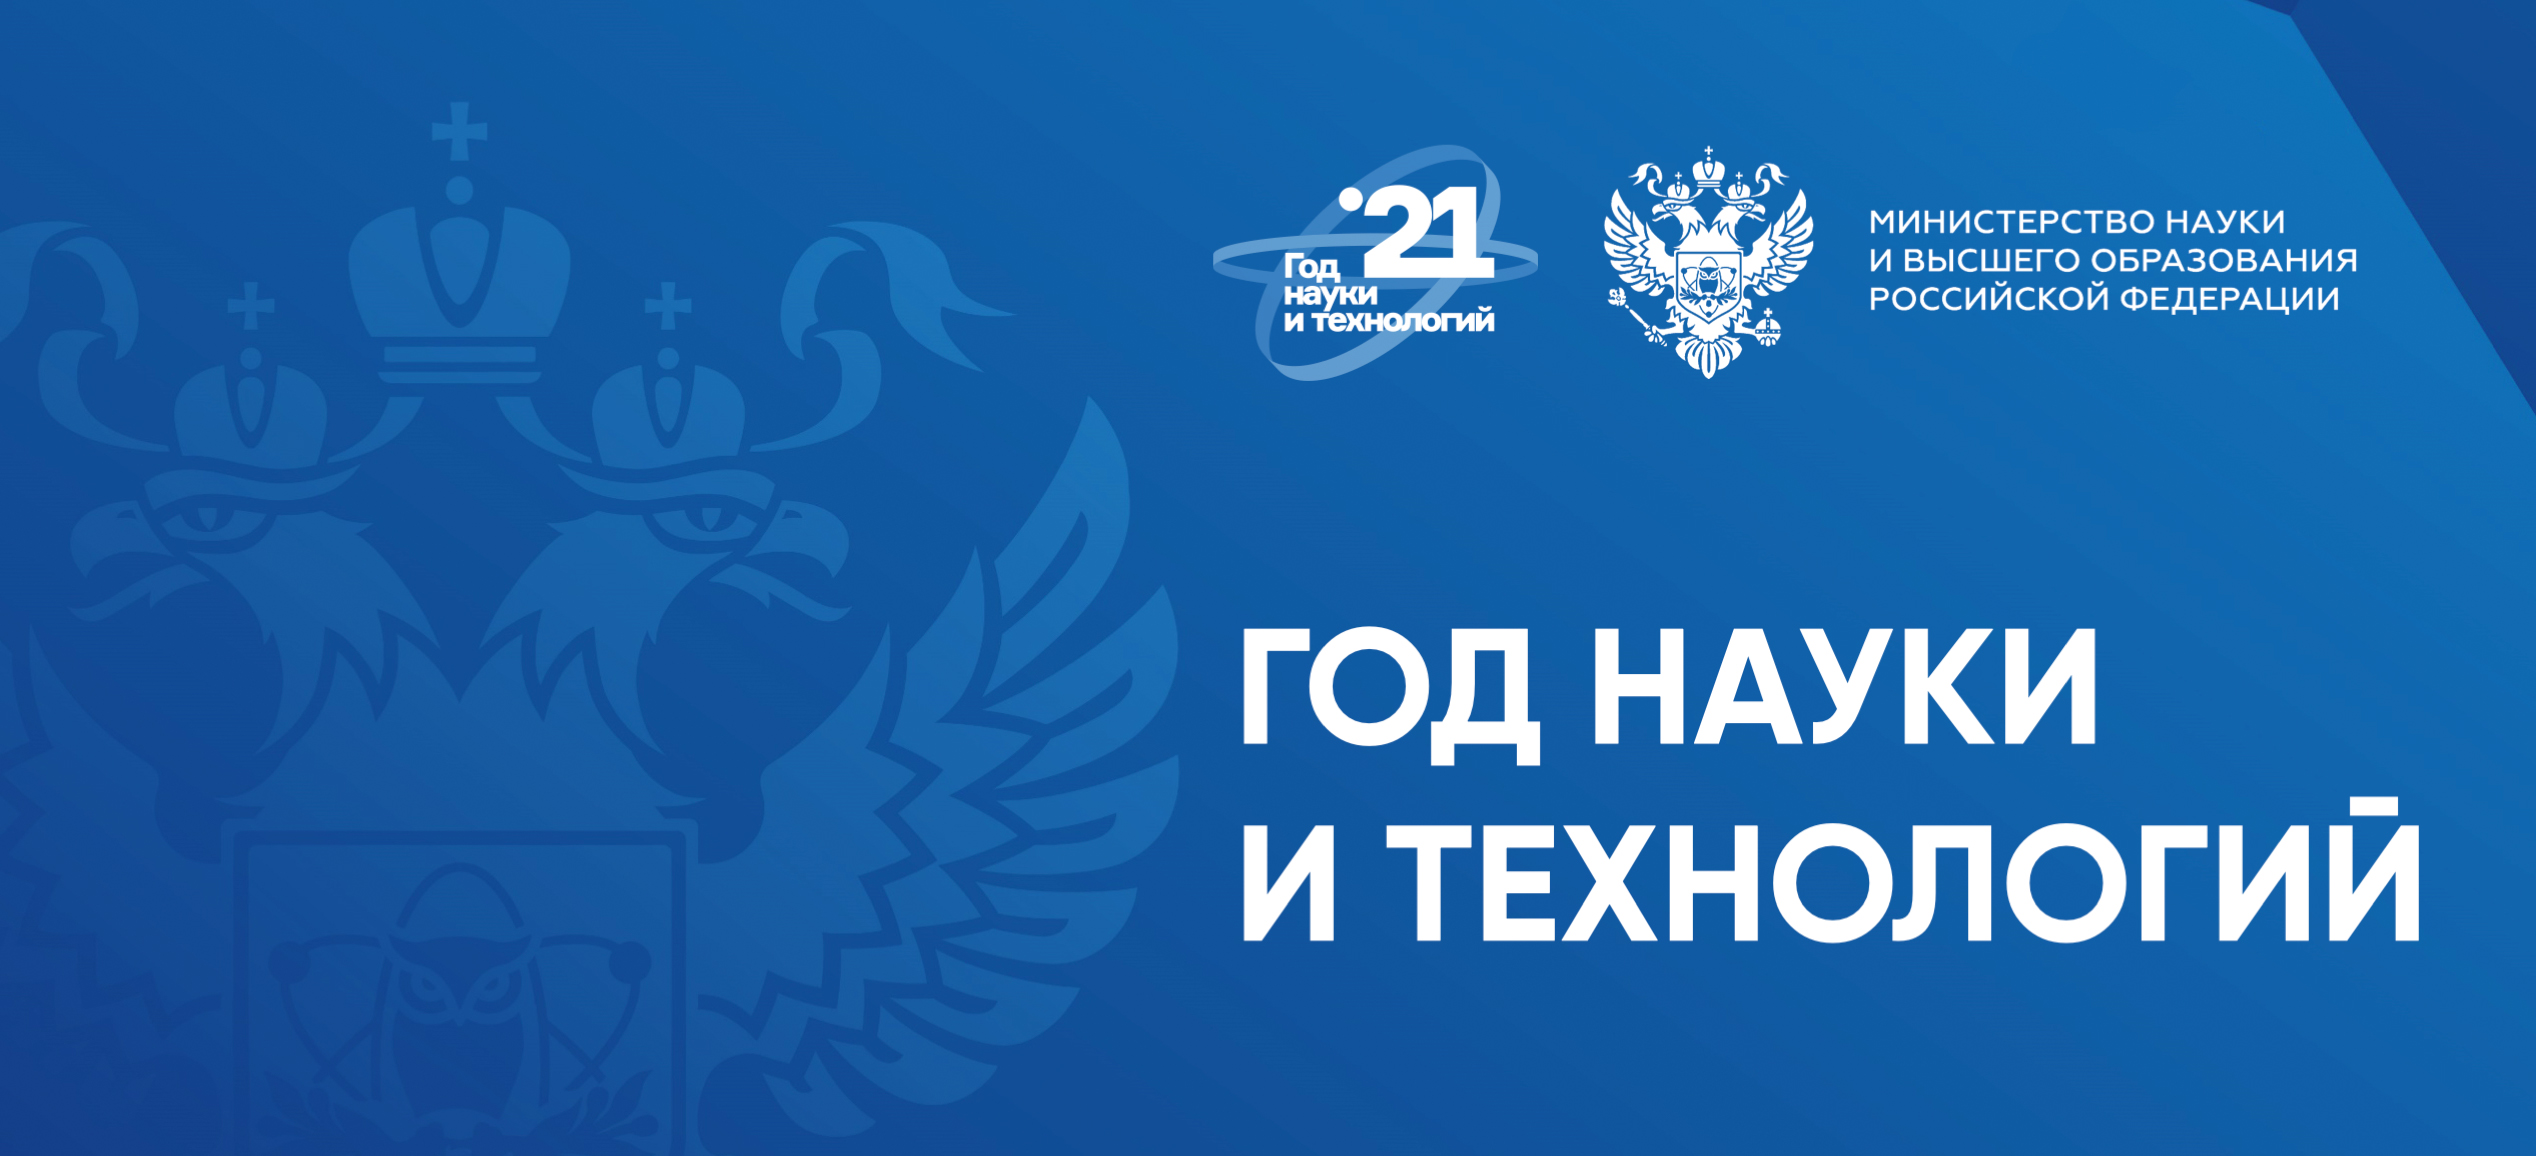 '21
Год
науки
и технологий
МИНИСТЕРСТВО НАУКИ
И ВЫСШЕГО ОБРАЗОВАНИЯ
РОССИЙСКОЙ ФЕДЕРАЦИИ
ГОД НАУКИ
И ТЕХНОЛОГИЙ